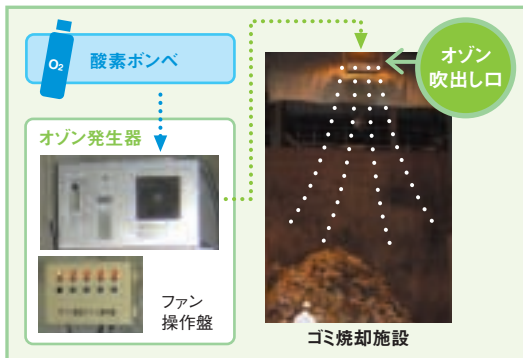 O₂
酸素ボンベ
オゾン
吹出し口
オゾン発生器
ファン
操作盤
ゴミ焼却施設